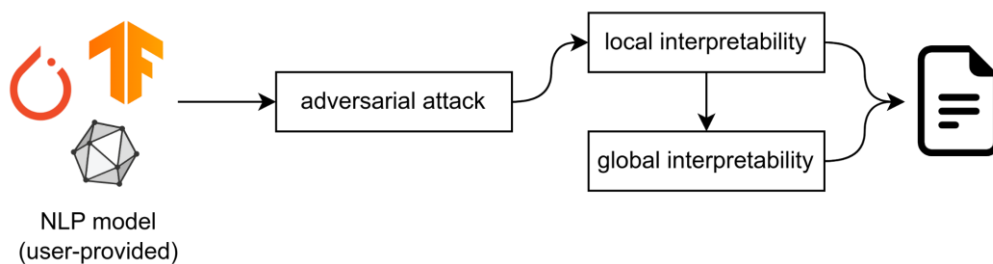 NLP model
(user-provided)
adversarial attack
local interpretability
global interpretability